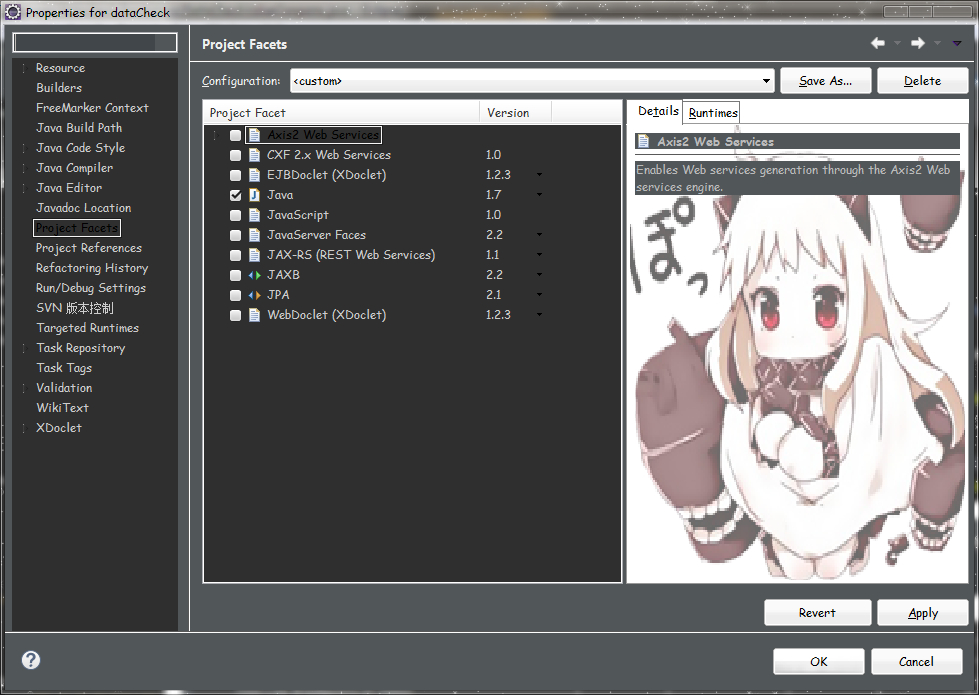 Properties for dataCheck
Resource
Builders
FreeMarker Context
Java Build Path
Java Code Style
Java Compiler
Java Editor
Javadoc Location
Project Facets
Project References
Refactoring History
Run/Debug Settings
SVN 版本控制
Targeted Runtimes
Task Repository
Task Tags
Validation
WikiText
XDoclet
Project Facets
Configuration: <custom> Save As... Delete
Project Facet Version
Axis2 Web Services
CXF 2.x Web Services 1.0
EJBDoclet (XDoclet) 1.2.3
Java 1.7
JavaScript 1.0
JavaServer Faces 2.2
JAX-RS (REST Web Services) 1.1
JAXB 2.2
JPA 2.1
WebDoclet (XDoclet) 1.2.3
Details Runtimes
Axis2 Web Services
Enables Web services generation through the Axis2 Web
services engine.
ぽ
ぽっ
Revert Apply
? OK Cancel